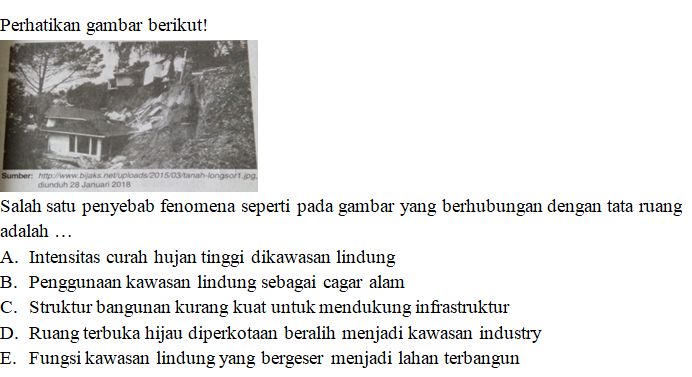 Perhatikan gambar berikut!
Sumber: http://www.bijaks.net/uploads/2015/03/tanah-longsor1.jpg,
diunduh 28 Januari 2018
Salah satu penyebab fenomena seperti pada gambar yang berhubungan dengan tata ruang
adalah …
A. Intensitas curah hujan tinggi dikawasan lindung
B. Penggunaan kawasan lindung sebagai cagar alam
C. Struktur bangunan kurang kuat untuk mendukung infrastruktur
D. Ruang terbuka hijau diperkotaan beralih menjadi kawasan industry
E. Fungsi kawasan lindung yang bergeser menjadi lahan terbangun